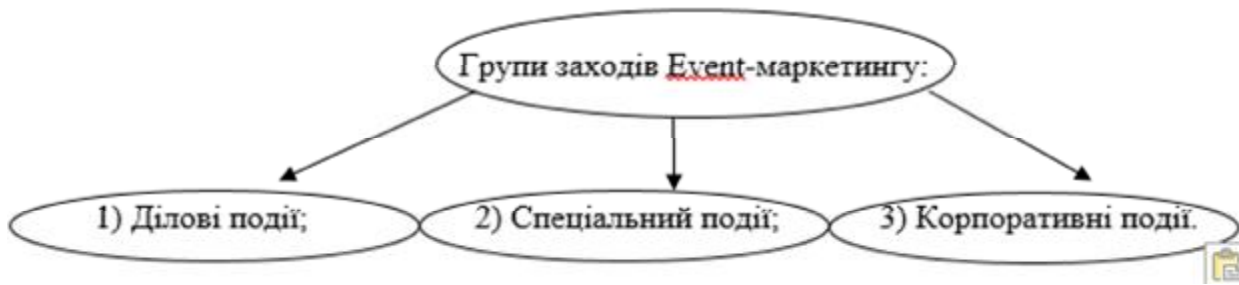 Групи заходів Event-маркетингу:
1) Ділові події;
2) Спеціальний події;
3) Корпоративні події.